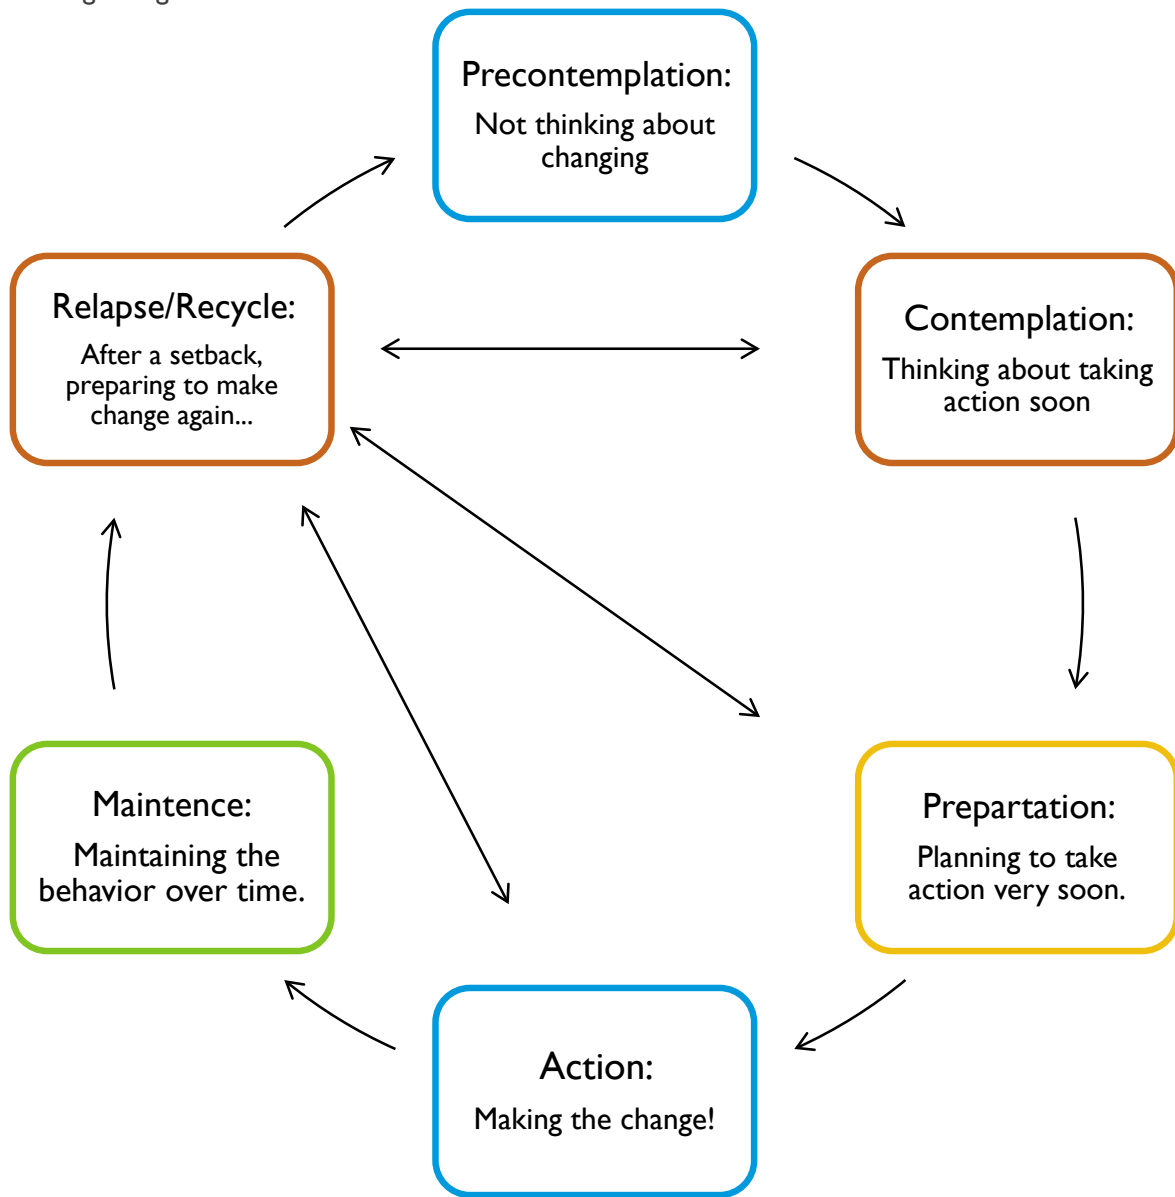 Precontemplation:
Not thinking about
changing
Relapse/Recycle:
After a setback,
preparing to make
change again...
Contemplation:
Thinking about taking
action soon
Maintence:
Maintaining the
behavior over time.
Prepartation:
Planning to take
action very soon.
Action:
Making the change!